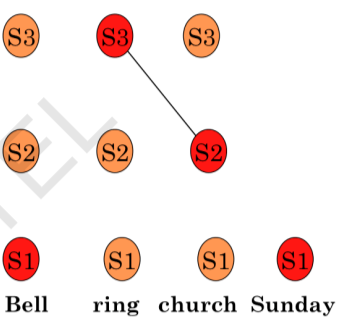 S3 S3 S3
S2 S2 S2
S1 S1 S1 S1
Bell ring church Sunday